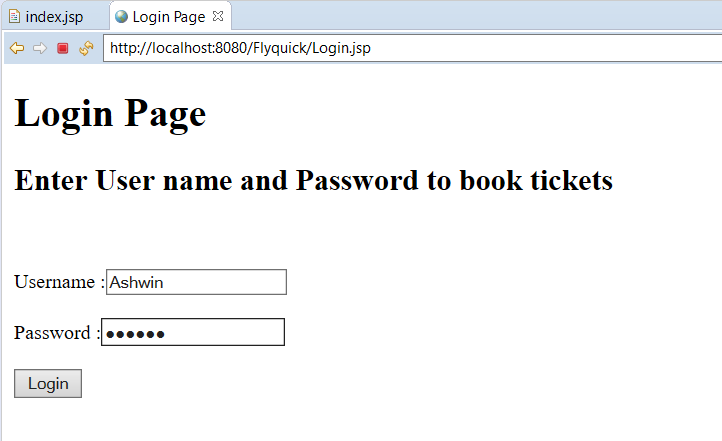 index.jsp
Login Page
http://localhost:8080/Flyquick/Login.jsp
Login Page
Enter User name and Password to book tickets
Username :Ashwin
Password :●●●●●●
Login